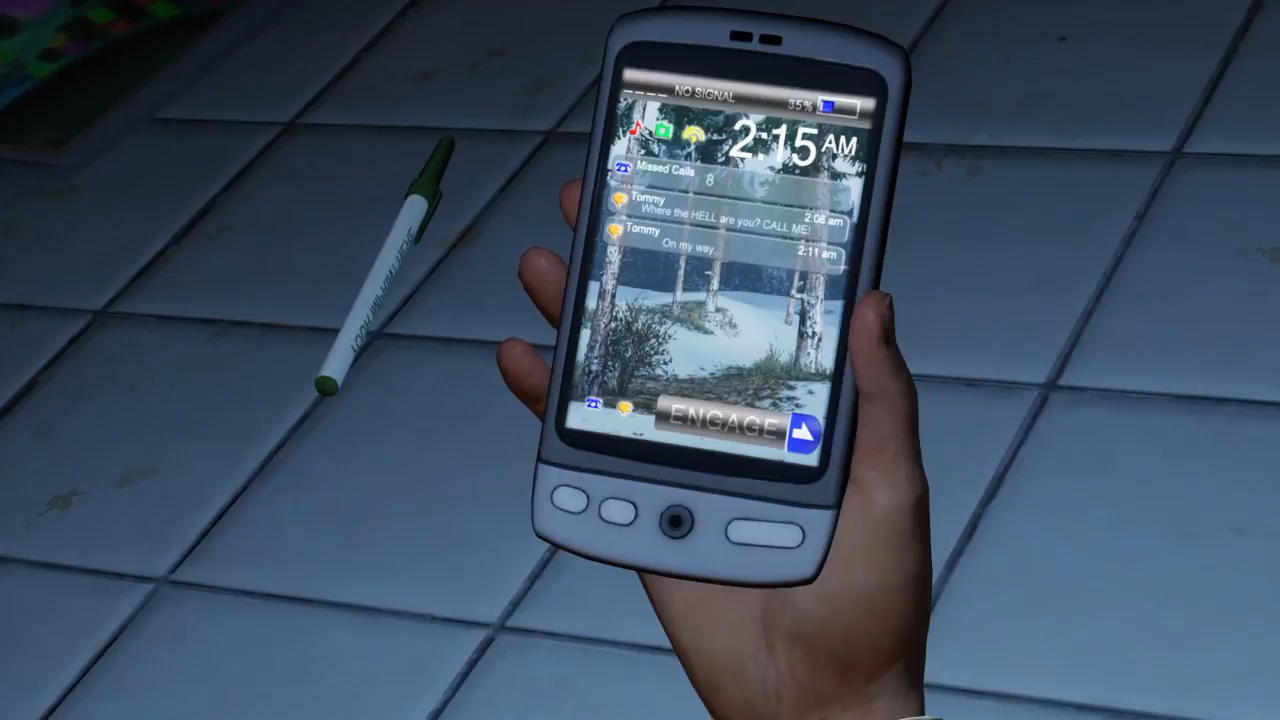 NO SIGNAL
35%
2:15 AM
Missed Calls
8
Tommy
2:08 am
Where the HELL are you? CALL ME!
Tommy
On my way.
2:11 am
ENGAGE